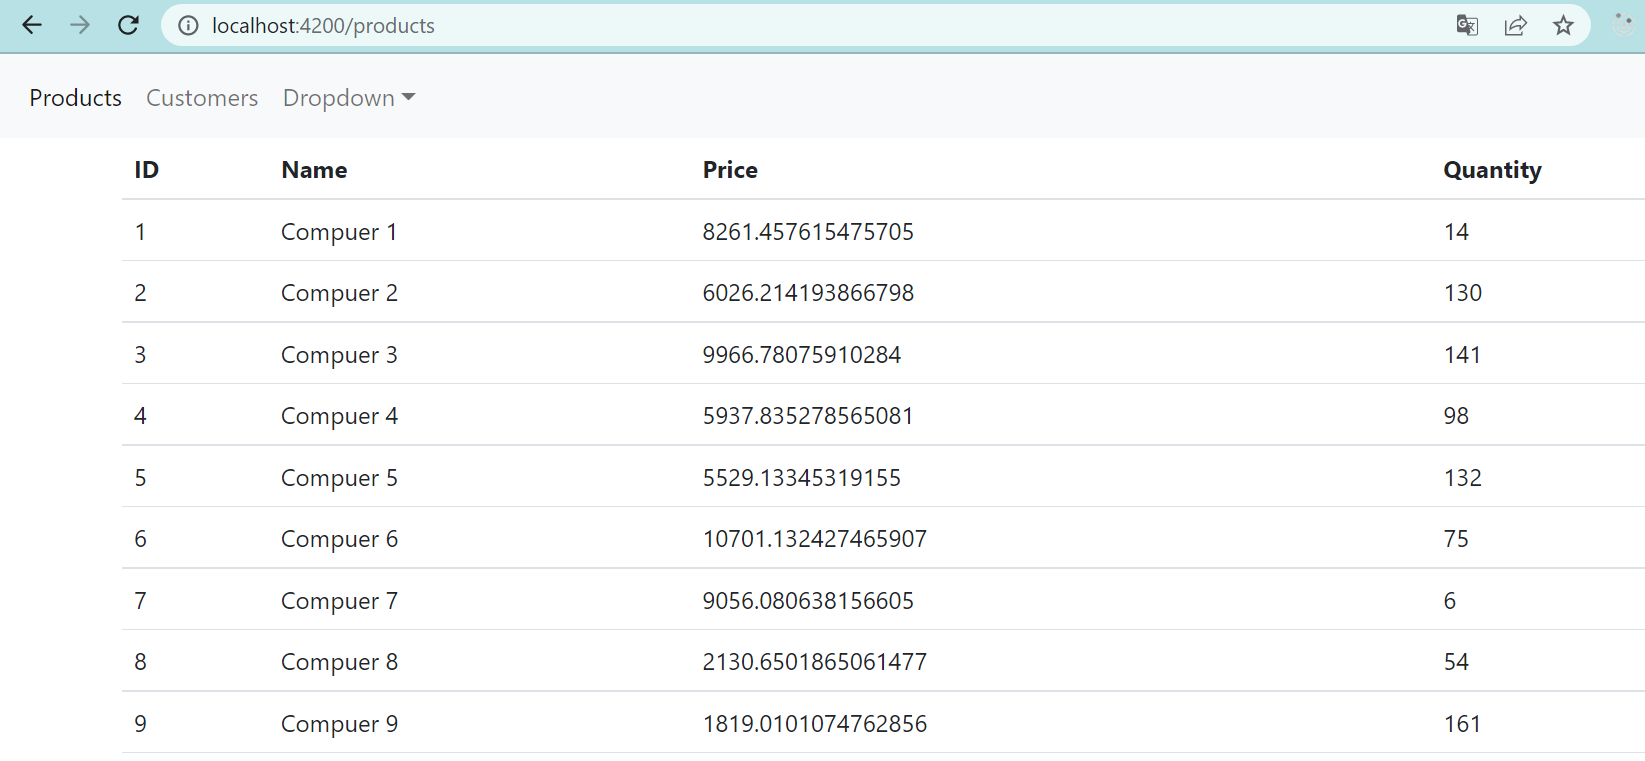 localhost:4200/products
Products Customers Dropdown
ID Name Price Quantity
1 Compuer 1 8261.457615475705 14
2 Compuer 2 6026.214193866798 130
3 Compuer 3 9966.78075910284 141
4 Compuer 4 5937.835278565081 98
5 Compuer 5 5529.13345319155 132
6 Compuer 6 10701.132427465907 75
7 Compuer 7 9056.080638156605 6
8 Compuer 8 2130.6501865061477 54
9 Compuer 9 1819.0101074762856 161